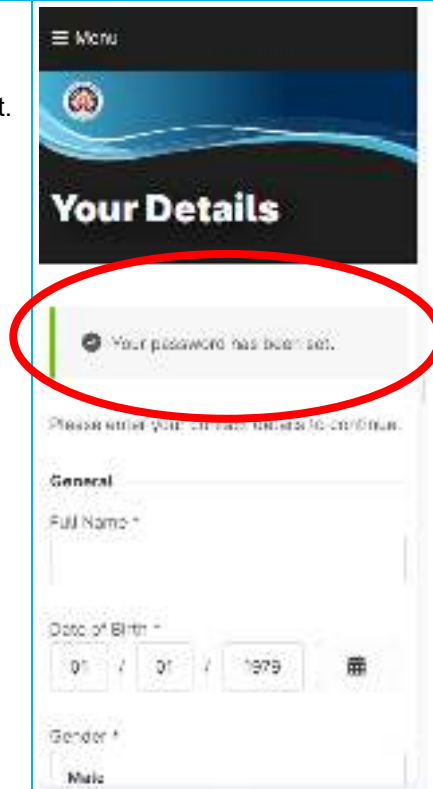 t.
Menu
Your Details
Your password has been set.
Please enter your contact details to continue.
General
Full Name *
Date of Birth *
01 / 01 / 1979
Gender *
Male